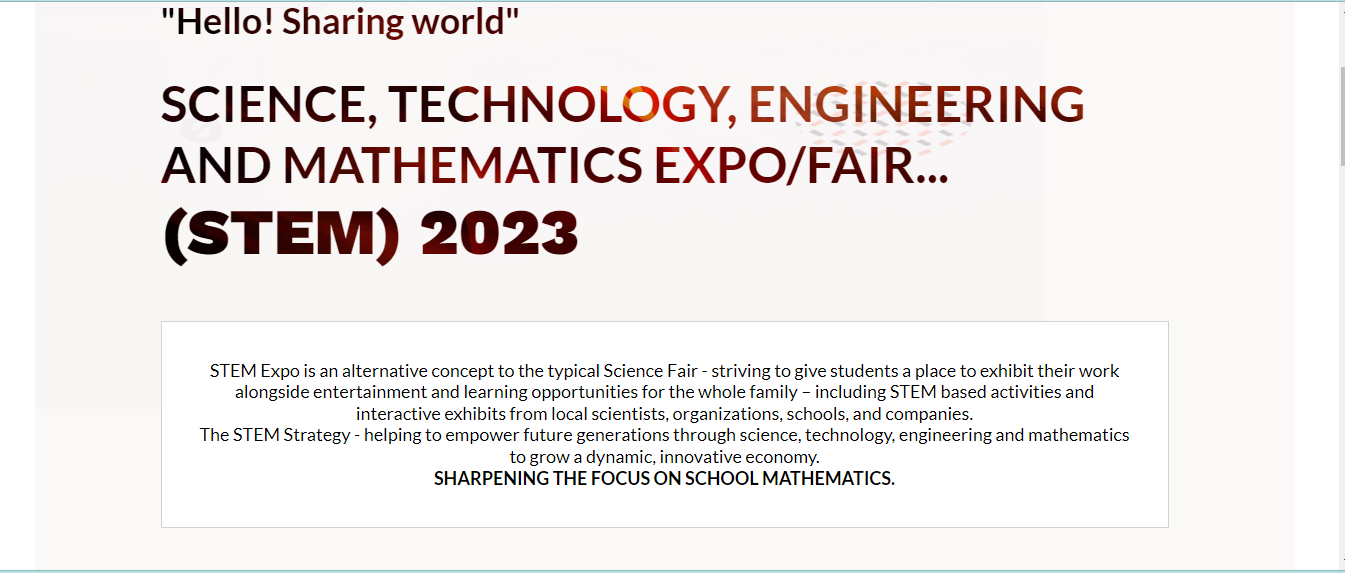 "Hello! Sharing world"
SCIENCE, TECHNOLOGY, ENGINEERING
AND MATHEMATICS EXPO/FAIR...
(STEM) 2023
STEM Expo is an alternative concept to the typical Science Fair - striving to give students a place to exhibit their work
alongside entertainment and learning opportunities for the whole family – including STEM based activities and
interactive exhibits from local scientists, organizations, schools, and companies.
The STEM Strategy - helping to empower future generations through science, technology, engineering and mathematics
to grow a dynamic, innovative economy.
SHARPENING THE FOCUS ON SCHOOL MATHEMATICS.